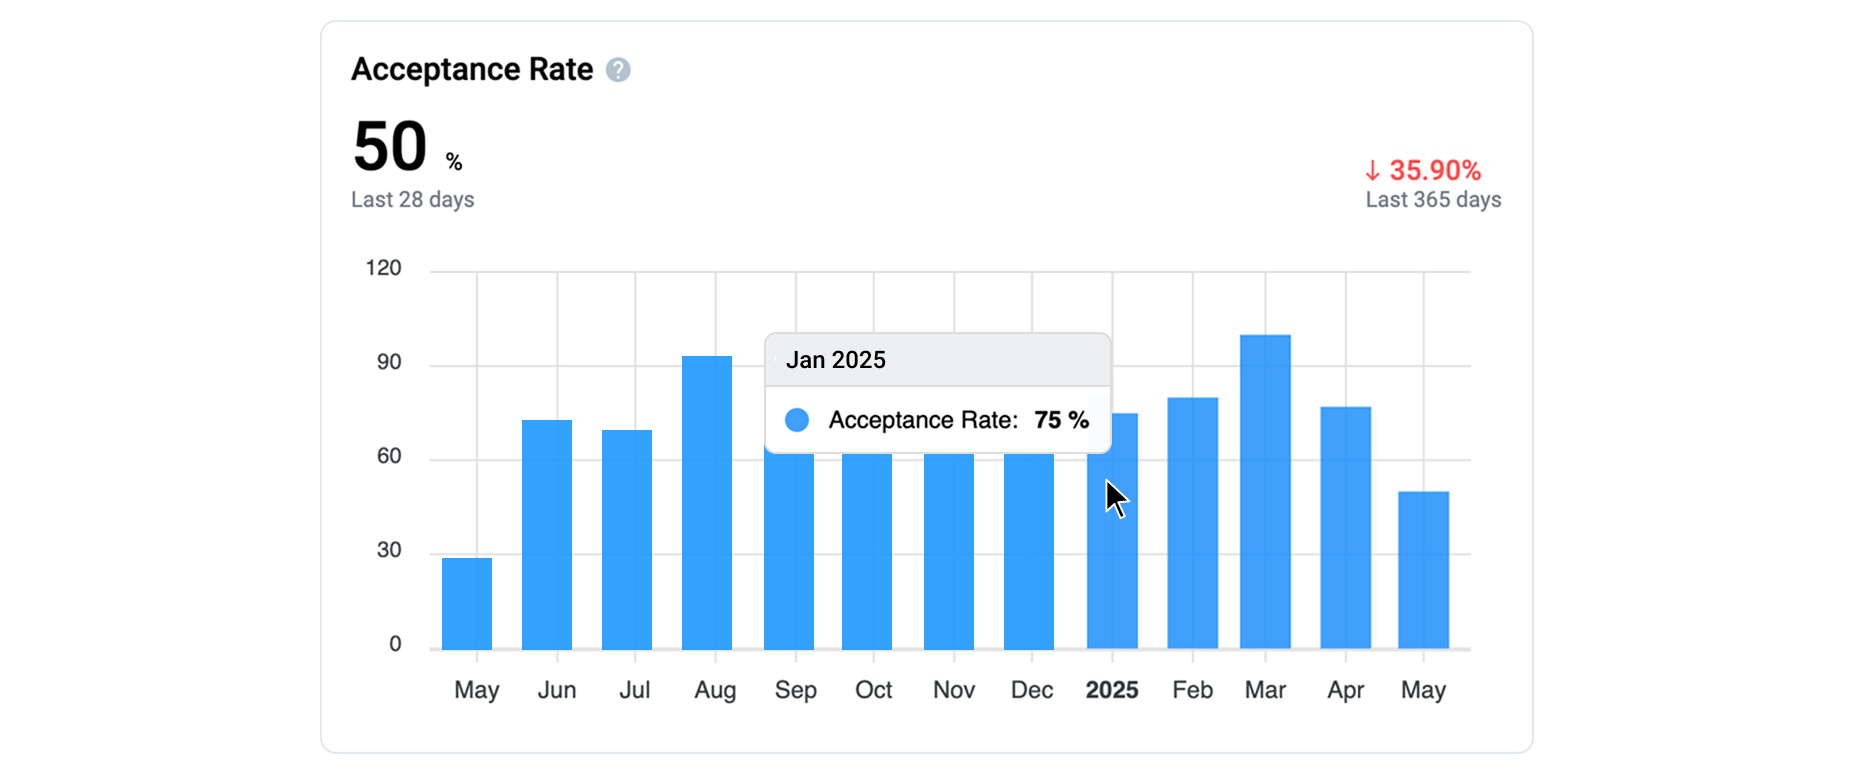 Acceptance Rate ?
50 %
Last 28 days
↓ 35.90%
Last 365 days
120
90
60
30
0
Jan 2025
Acceptance Rate: 75 %
May Jun Jul Aug Sep Oct Nov Dec 2025 Feb Mar Apr May